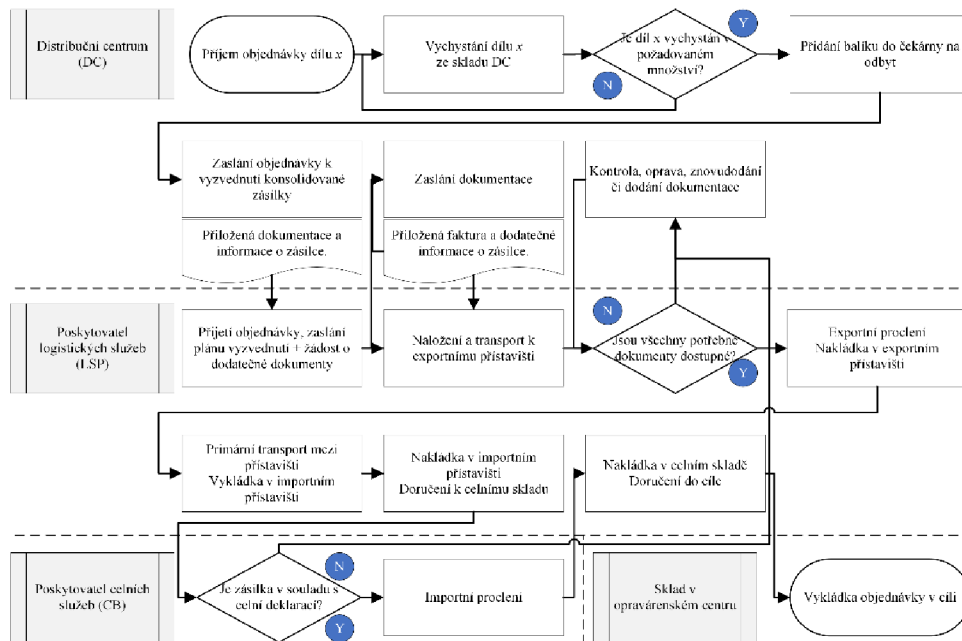 Distribuční centrum
(DC)
Příjem objednávky dílu x
Vychystání dílu x
ze skladu DC
Je díl x vychystán v
požadovaném
množství?
Y
N
Přidání balíku do čekárny na
odbyt
Zaslání objednávky k
vyzvednutí konsolidované
zásilky
Zaslání dokumentace
Kontrola, oprava, znovudodání
či dodání dokumentace
Přiložená dokumentace a
informace o zásilce.
Přiložená faktura a dodatečné
informace o zásilce.
Poskytovatel
logistických služeb
(LSP)
Přijetí objednávky, zaslání
plánu vyzvednutí + žádost o
dodatečné dokumenty
Naložení a transport k
exportnímu přístavišti
N
Jsou všechny potřebné
dokumenty dostupné?
Y
Exportní proclení
Nakládka v exportním
přístavišti
Primární transport mezi
přístavišti
Vykládka v importním
přístavišti
Nakládka v importním
přístavišti
Doručení k celnímu skladu
Nakládka v celním skladě
Doručení do cíle
Poskytovatel celních
služeb (CB)
N
Je zásilka v souladu s
celní deklarací?
Y
Importní proclení
Sklad v
opravárenském centru
Vykládka objednávky v cíli